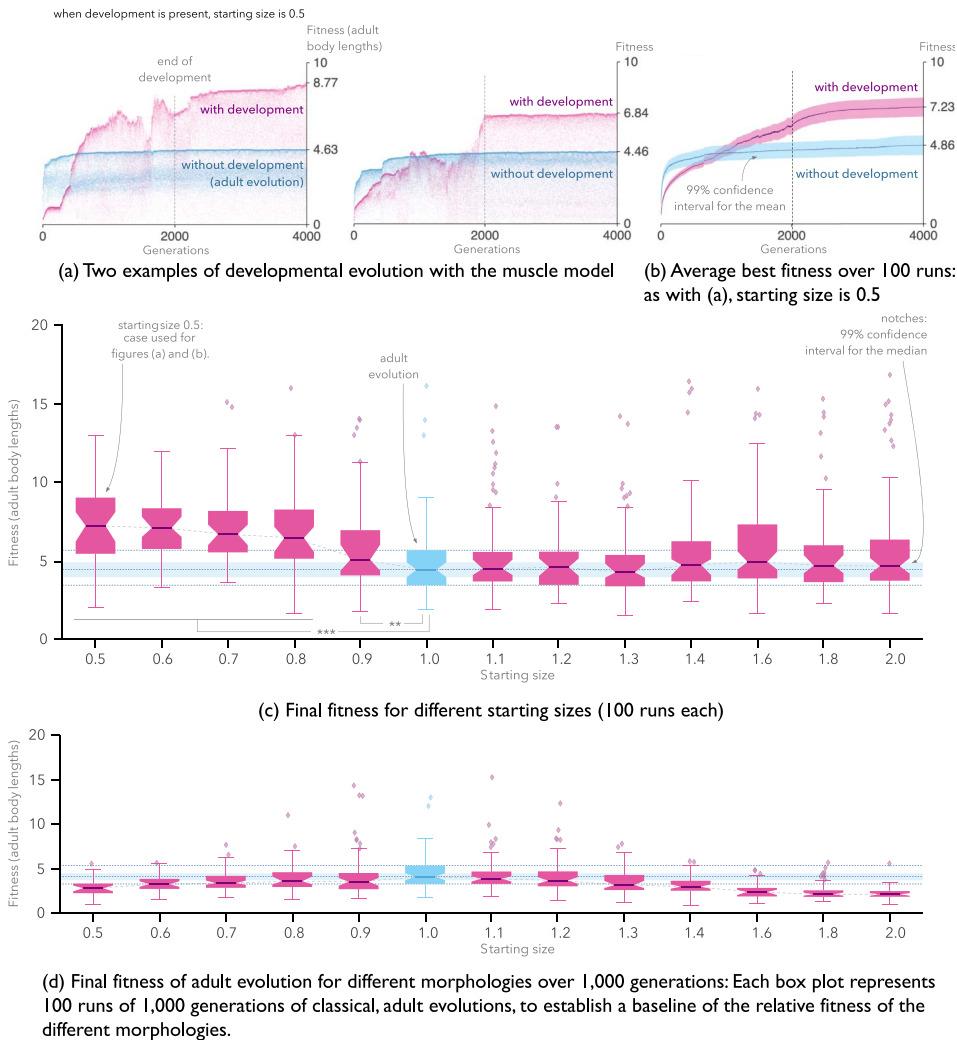 when development is present, starting size is 0.5
Fitness (adult
body lengths)
10
8.77
4.63
0
end of
development
with development
without development
(adult evolution)
0
2000
4000
Generations
Fitness
10
6.84
4.46
0
with development
without development
0
2000
4000
Generations
(a) Two examples of developmental evolution with the muscle model
Fitness
10
7.23
4.86
0
with development
without development
99% confidence
interval for the mean
0
2000
4000
Generations
(b) Average best fitness over 100 runs:
as with (a), starting size is 0.5
Fitness (adult body lengths)
20
15
10
5
0
starting size 0.5:
case used for
figures (a) and (b).
adult
evolution
notches:
99% confidence
interval for the median
***
**
0.5 0.6 0.7 0.8 0.9 1.0 1.1 1.2 1.3 1.4 1.6 1.8 2.0
Starting size
(c) Final fitness for different starting sizes (100 runs each)
Fitness (adult body lengths)
20
15
10
5
0
0.5 0.6 0.7 0.8 0.9 1.0 1.1 1.2 1.3 1.4 1.6 1.8 2.0
Starting size
(d) Final fitness of adult evolution for different morphologies over 1,000 generations: Each box plot represents
100 runs of 1,000 generations of classical, adult evolutions, to establish a baseline of the relative fitness of the
different morphologies.